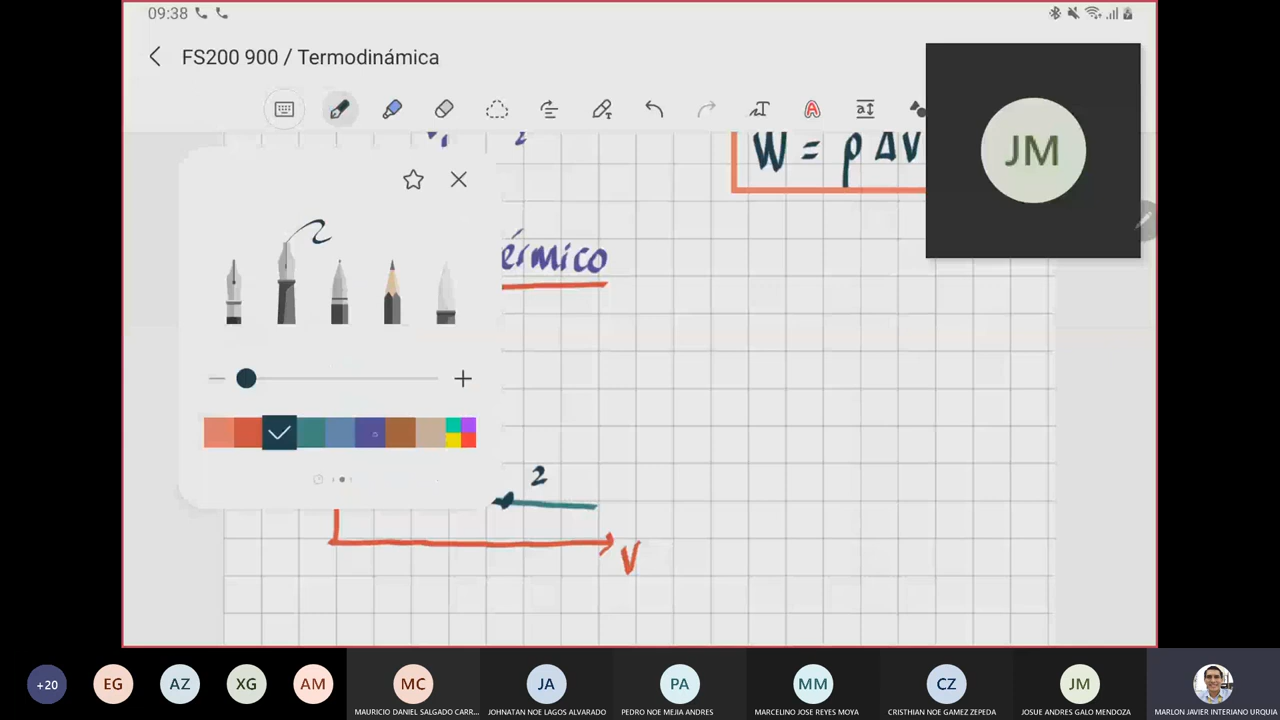 09:38
FS200 900 / Termodinámica
2
W = p ΔV
JM
érmico
2
V
+20
EG
AZ
XG
AM
MC
JA
PA
MM
CZ
JM
MAURICIO DANIEL SALGADO CARR...
JOHNATAN NOE LAGOS ALVARADO
PEDRO NOE MEJIA ANDRES
MARCELINO JOSE REYES MOYA
CRISTHIAN NOE GAMEZ ZEPEDA
JOSUE ANDRES GALO MENDOZA
MARLON JAVIER INTERIANO URQUIA